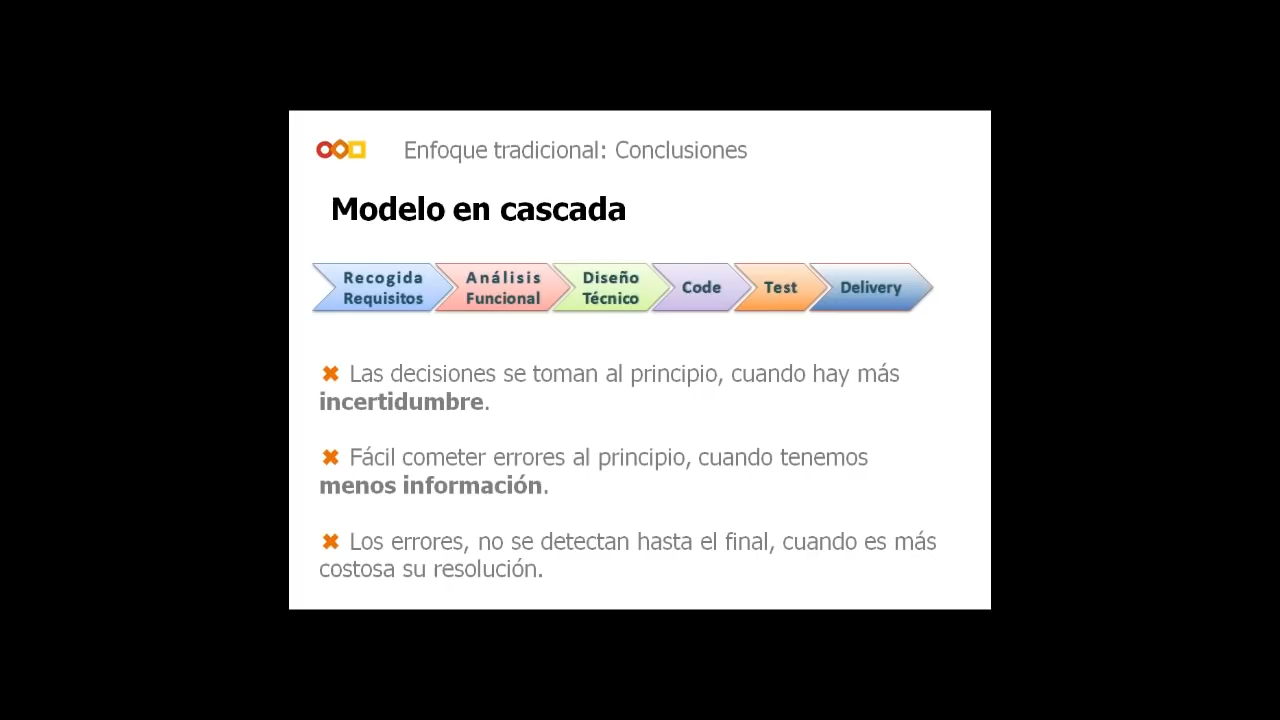 Enfoque tradicional: Conclusiones
Modelo en cascada
Recogida
Requisitos
Análisis
Funcional
Diseño
Técnico
Code
Test
Delivery
✖ Las decisiones se toman al principio, cuando hay más
incertidumbre.
✖ Fácil cometer errores al principio, cuando tenemos
menos información.
✖ Los errores, no se detectan hasta el final, cuando es más
costosa su resolución.